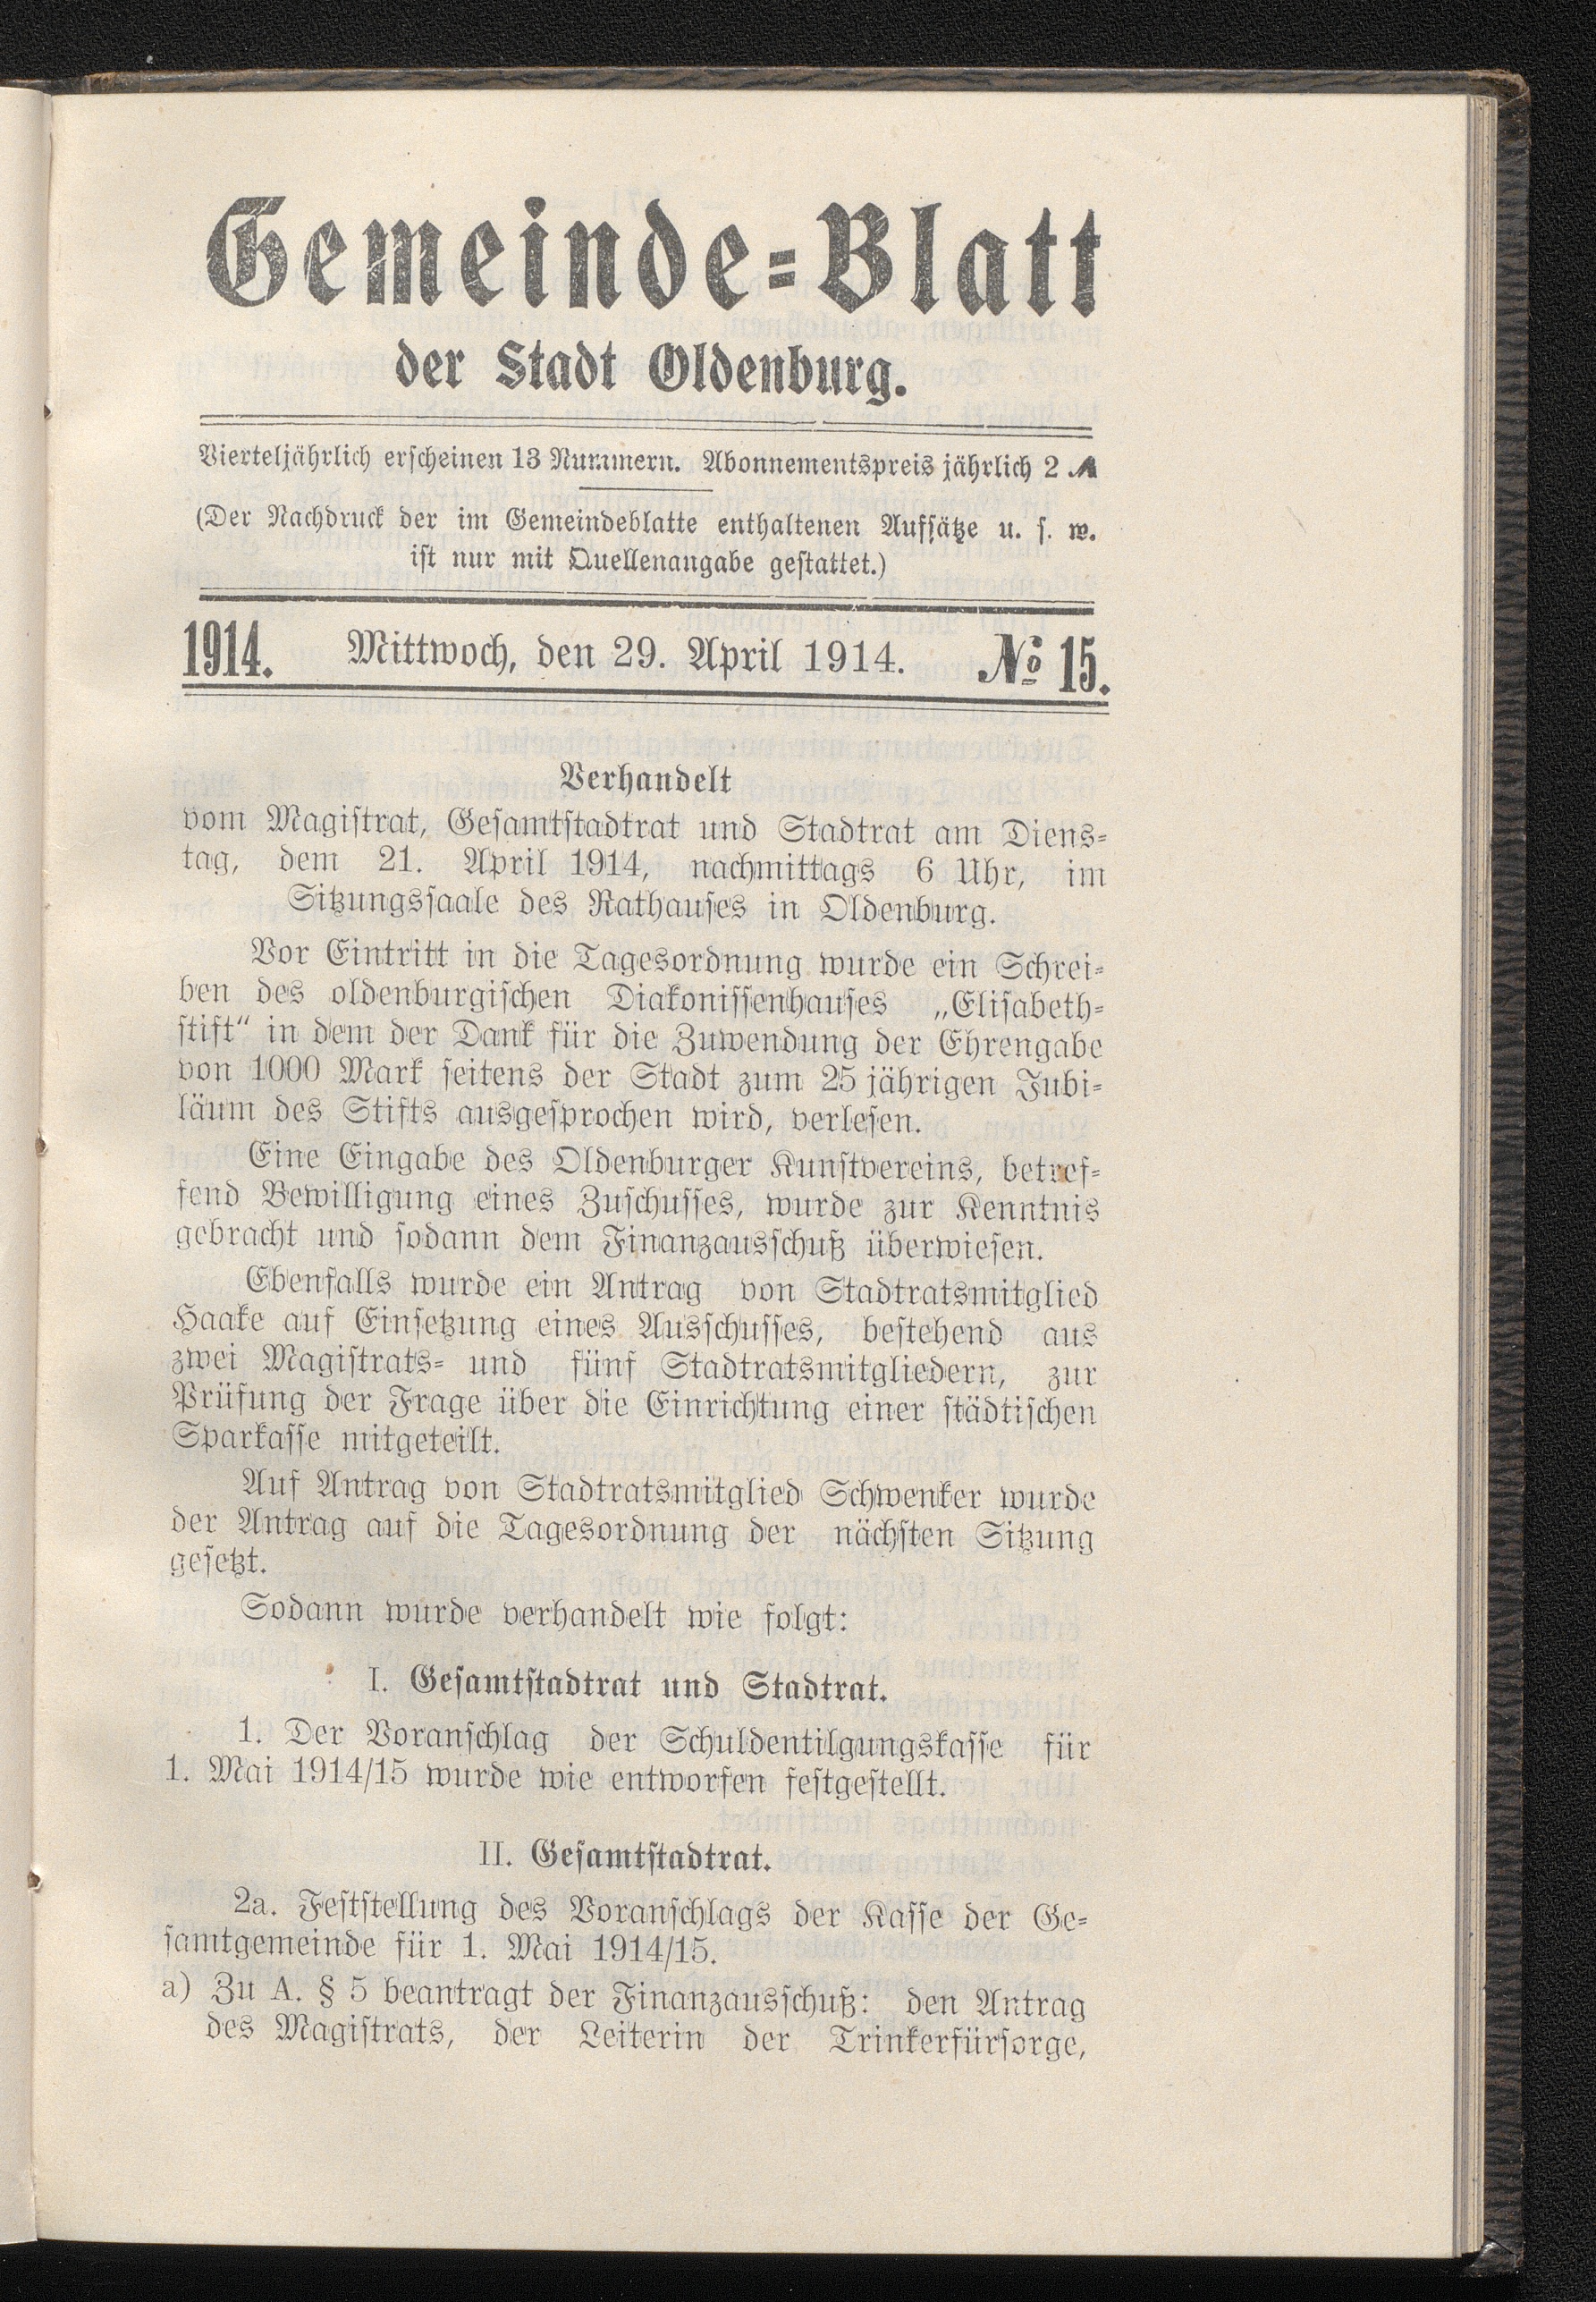 Gemeinde=Blatt
der Stadt Oldenburg.
Vierteljährlich erscheinen 13 Nummern. Abonnementspreis jährlich 2 ℳ
(Der Nachdruck der im Gemeindeblatte enthaltenen Aufsätze u. s. w.
ist nur mit Quellenangabe gestattet.)
1914. Mittwoch, den 29. April 1914. № 15.
Verhandelt
vom Magistrat, Gesamtstadtrat und Stadtrat am Diens=
tag, dem 21. April 1914, nachmittags 6 Uhr, im
Sitzungssaale des Rathauses in Oldenburg.
Vor Eintritt in die Tagesordnung wurde ein Schrei=
ben des oldenburgischen Diakonissenhauses „Elisabeth=
stift“ in dem der Dank für die Zuwendung der Ehrengabe
von 1000 Mark seitens der Stadt zum 25 jährigen Jubi=
läum des Stifts ausgesprochen wird, verlesen.
Eine Eingabe des Oldenburger Kunstvereins, betref=
fend Bewilligung eines Zuschusses, wurde zur Kenntnis
gebracht und sodann dem Finanzausschuß überwiesen.
Ebenfalls wurde ein Antrag von Stadtratsmitglied
Haake auf Einsetzung eines Ausschusses, bestehend aus
zwei Magistrats= und fünf Stadtratsmitgliedern, zur
Prüfung der Frage über die Einrichtung einer städtischen
Sparkasse mitgeteilt.
Auf Antrag von Stadtratsmitglied Schwenker wurde
der Antrag auf die Tagesordnung der nächsten Sitzung
gesetzt.
Sodann wurde verhandelt wie folgt:
I. Gesamtstadtrat und Stadtrat.
1. Der Voranschlag der Schuldentilgungskasse für
1. Mai 1914/15 wurde wie entworfen festgestellt.
II. Gesamtstadtrat.
2a. Feststellung des Voranschlags der Kasse der Ge=
samtgemeinde für 1. Mai 1914/15.
a) Zu A. § 5 beantragt der Finanzausschuß: den Antrag
des Magistrats, der Leiterin der Trinkerfürsorge,